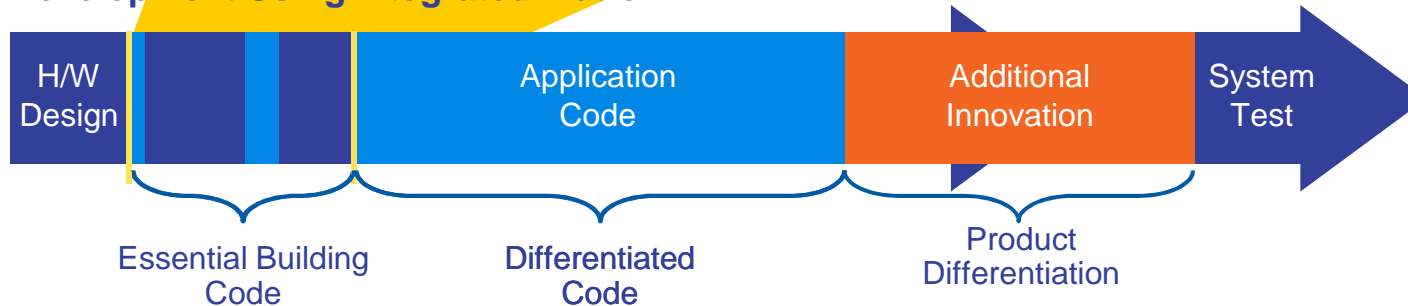 H/W
Design
Application
Code
Additional
Innovation
System
Test
Essential Building
Code
Differentiated
Code
Product
Differentiation